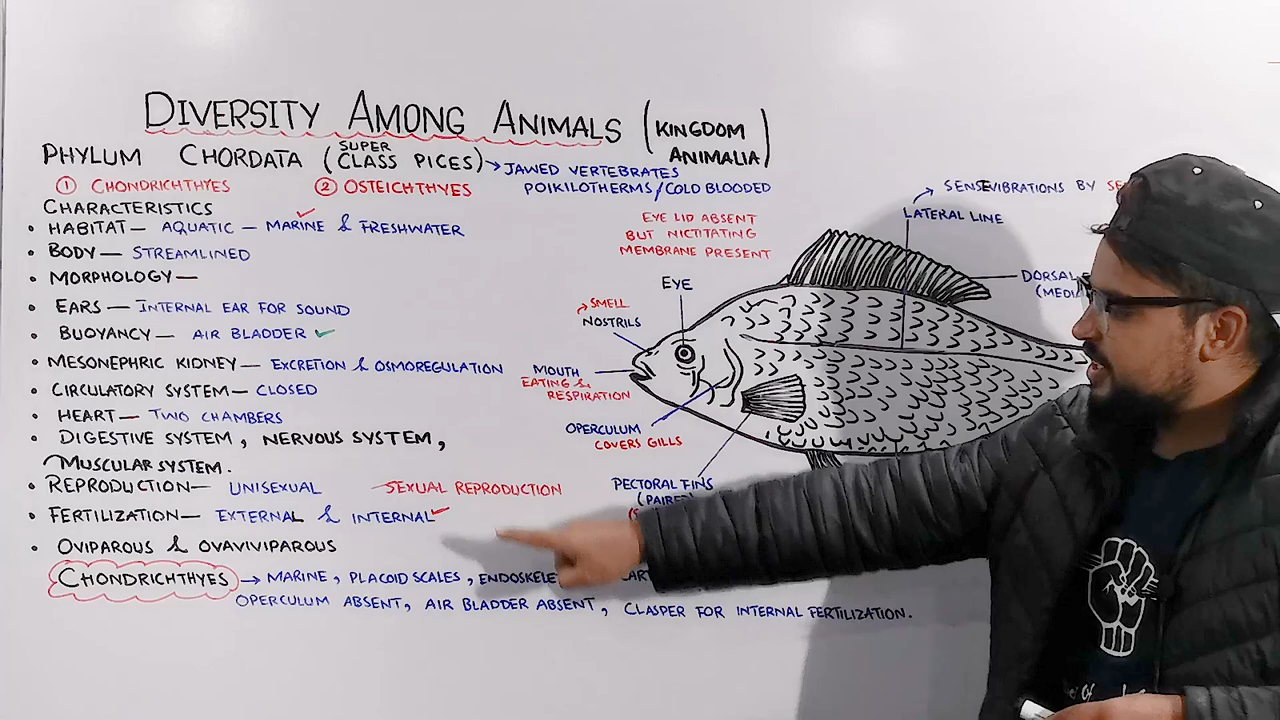 DIVERSITY AMONG ANIMALS (KINGDOM ANIMALIA)
PHYLUM CHORDATA (SUPER CLASS PICES) → JAWED VERTEBRATES
① CHONDRICHTHYES ② OSTEICHTHYES POIKILOTHERMS/COLD BLOODED
CHARACTERISTICS
• HABITAT — AQUATIC — MARINE & FRESHWATER
• BODY — STREAMLINED
• MORPHOLOGY —
• EARS — INTERNAL EAR FOR SOUND
• BUOYANCY — AIR BLADDER ✓
• MESONEPHRIC KIDNEY — EXCRETION & OSMOREGULATION
• CIRCULATORY SYSTEM — CLOSED
• HEART — TWO CHAMBERS
• DIGESTIVE SYSTEM, NERVOUS SYSTEM,
MUSCULAR SYSTEM.
• REPRODUCTION — UNISEXUAL — SEXUAL REPRODUCTION
• FERTILIZATION — EXTERNAL & INTERNAL ✓
• OVIPAROUS & OVAVIVIPAROUS
CHONDRICHTHYES → MARINE, PLACOID SCALES,
OPERCULUM ABSENT, AIR BLADDER ABSENT, CLASPER FOR INTERNAL FERTILIZATION.
EYE LID ABSENT
BUT NICTITATING
MEMBRANE PRESENT
EYE
SMELL
NOSTRILS
MOUTH
EATING &
RESPIRATION
OPERCULUM
COVERS GILLS
PECTORAL FINS
→ SENSE VIBRATIONS BY
LATERAL LINE
DORSAL